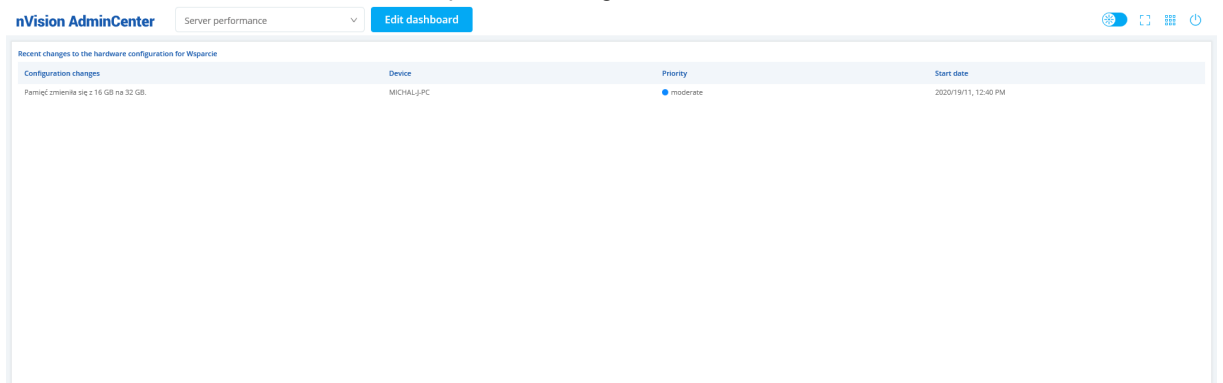 nVision AdminCenter Server performance Edit dashboard
Recent changes to the hardware configuration for Wsparcie
Configuration changes Device Priority Start date
Pamięć zmieniła się z 16 GB na 32 GB. MICHAL-J-PC moderate 2020/19/11, 12:40 PM